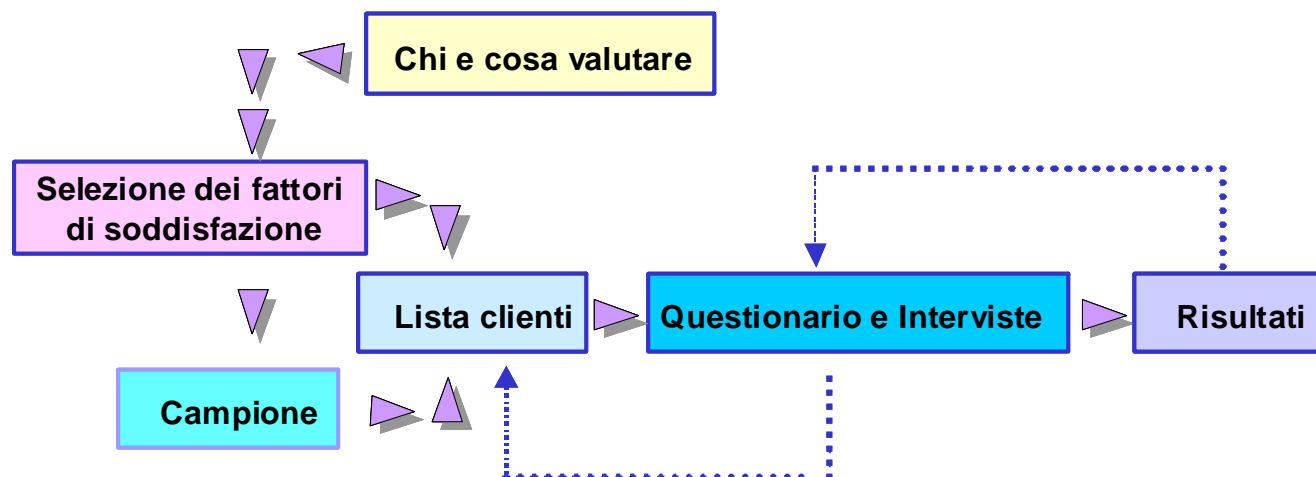 Chi e cosa valutare
Selezione dei fattori
di soddisfazione
Lista clienti
Questionario e Interviste
Risultati
Campione